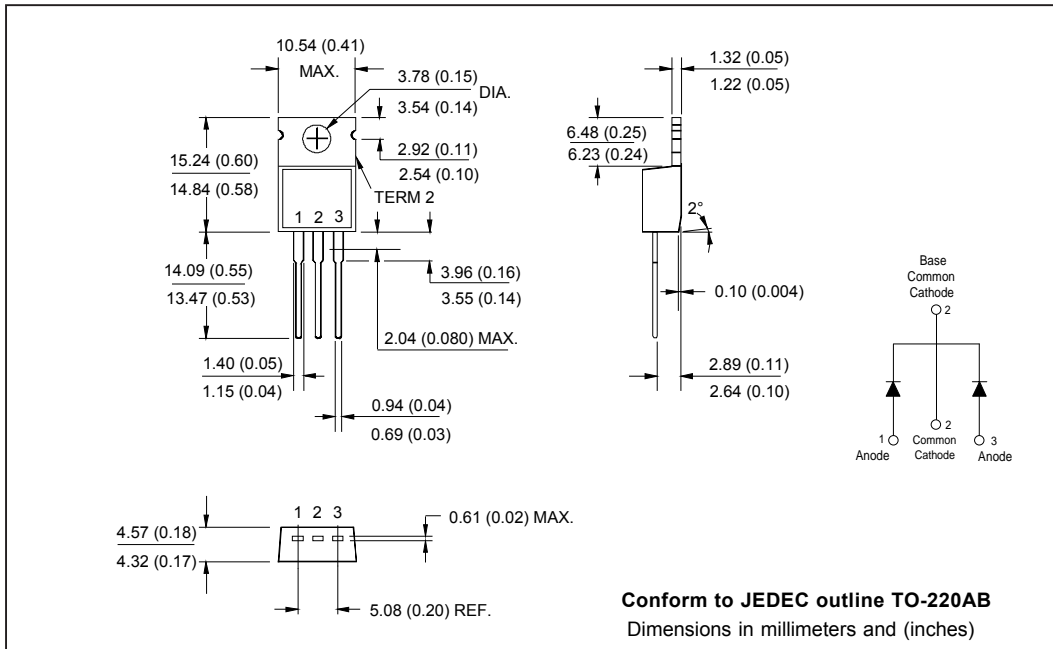 10.54 (0.41)
MAX.
3.78 (0.15)
3.54 (0.14)
DIA.
15.24 (0.60)
14.84 (0.58)
2.92 (0.11)
2.54 (0.10)
TERM 2
1 2 3
14.09 (0.55)
13.47 (0.53)
3.96 (0.16)
3.55 (0.14)
2.04 (0.080) MAX.
1.40 (0.05)
1.15 (0.04)
0.94 (0.04)
0.69 (0.03)
1.32 (0.05)
1.22 (0.05)
6.48 (0.25)
6.23 (0.24)
2°
0.10 (0.004)
2.89 (0.11)
2.64 (0.10)
Base
Common
Cathode
2
1
Anode
2
Common
Cathode
3
Anode
1 2 3
4.57 (0.18)
4.32 (0.17)
0.61 (0.02) MAX.
5.08 (0.20) REF.
Conform to JEDEC outline TO-220AB
Dimensions in millimeters and (inches)